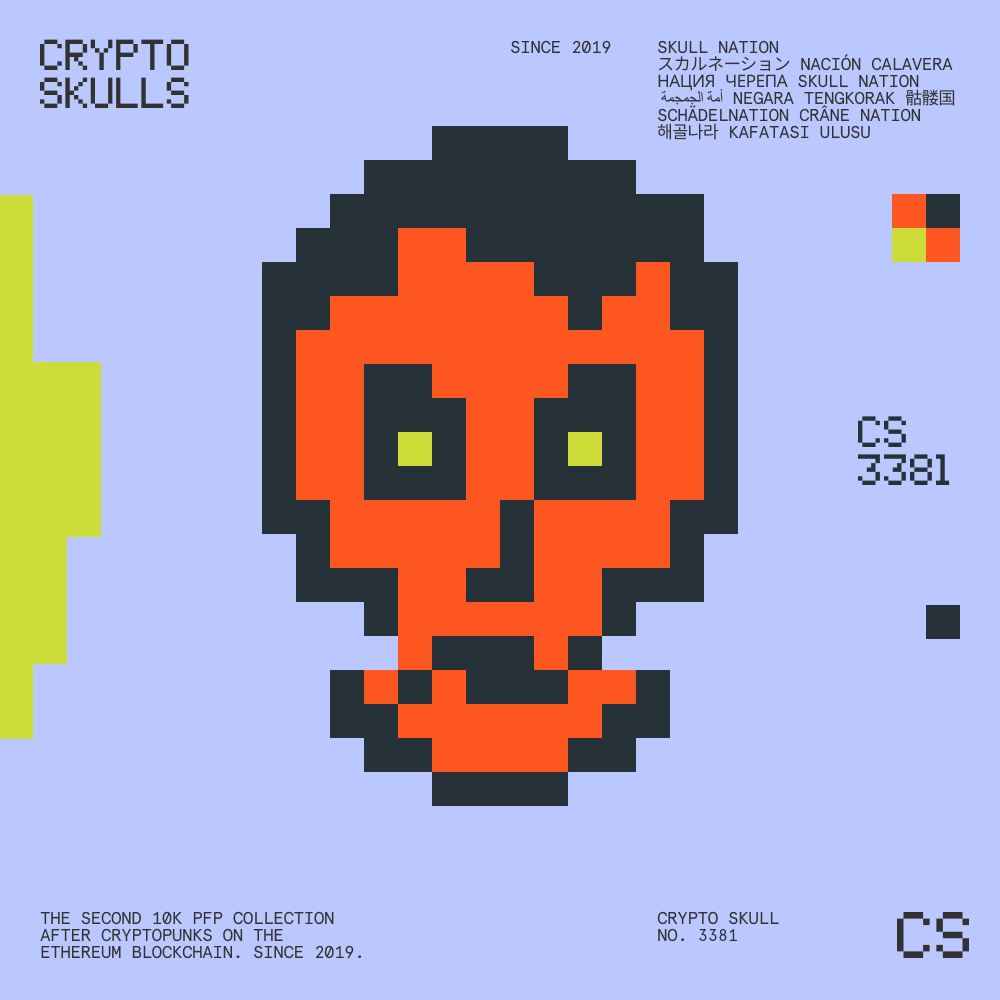 CRYPTO
SKULLS
SINCE 2019
SKULL NATION
スカルネーション NACIÓN CALAVERA
НАЦИЯ ЧЕРЕПА SKULL NATION
أمة الجمجمة NEGARA TENGKORAK 骷髅国
SCHÄDELNATION CRÂNE NATION
해골나라 KAFATASI ULUSU
CS
3381
THE SECOND 10K PFP COLLECTION
AFTER CRYPTOPUNKS ON THE
ETHEREUM BLOCKCHAIN. SINCE 2019.
CRYPTO SKULL
NO. 3381
CS